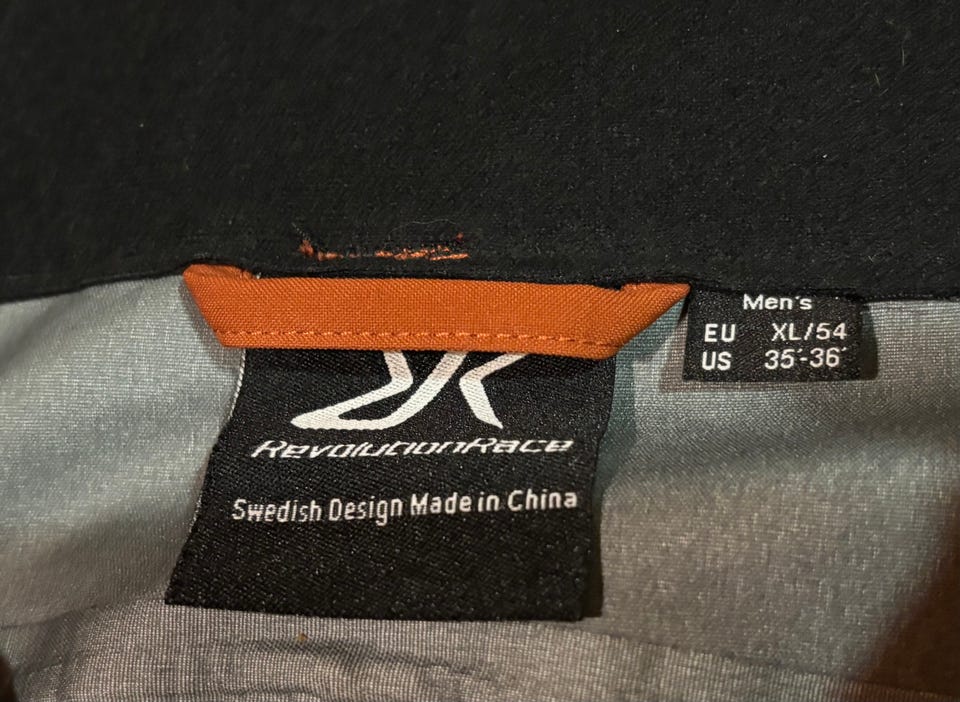 Men's
EU XL/54
US 35"-36"
RevolutionRace
Swedish Design Made in China